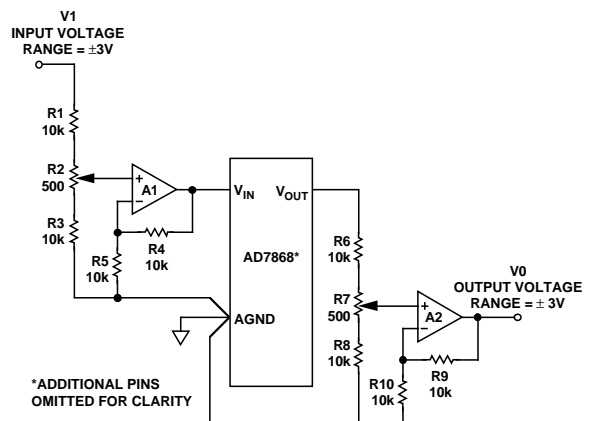 V1
INPUT VOLTAGE
RANGE = ±3V
R1
10k
R2
500
R3
10k
A1
+
–
R4
10k
R5
10k
VIN
VOUT
AD7868*
AGND
R6
10k
R7
500
R8
10k
V0
OUTPUT VOLTAGE
RANGE = ± 3V
+
–
A2
R9
10k
R10
10k
*ADDITIONAL PINS
OMITTED FOR CLARITY